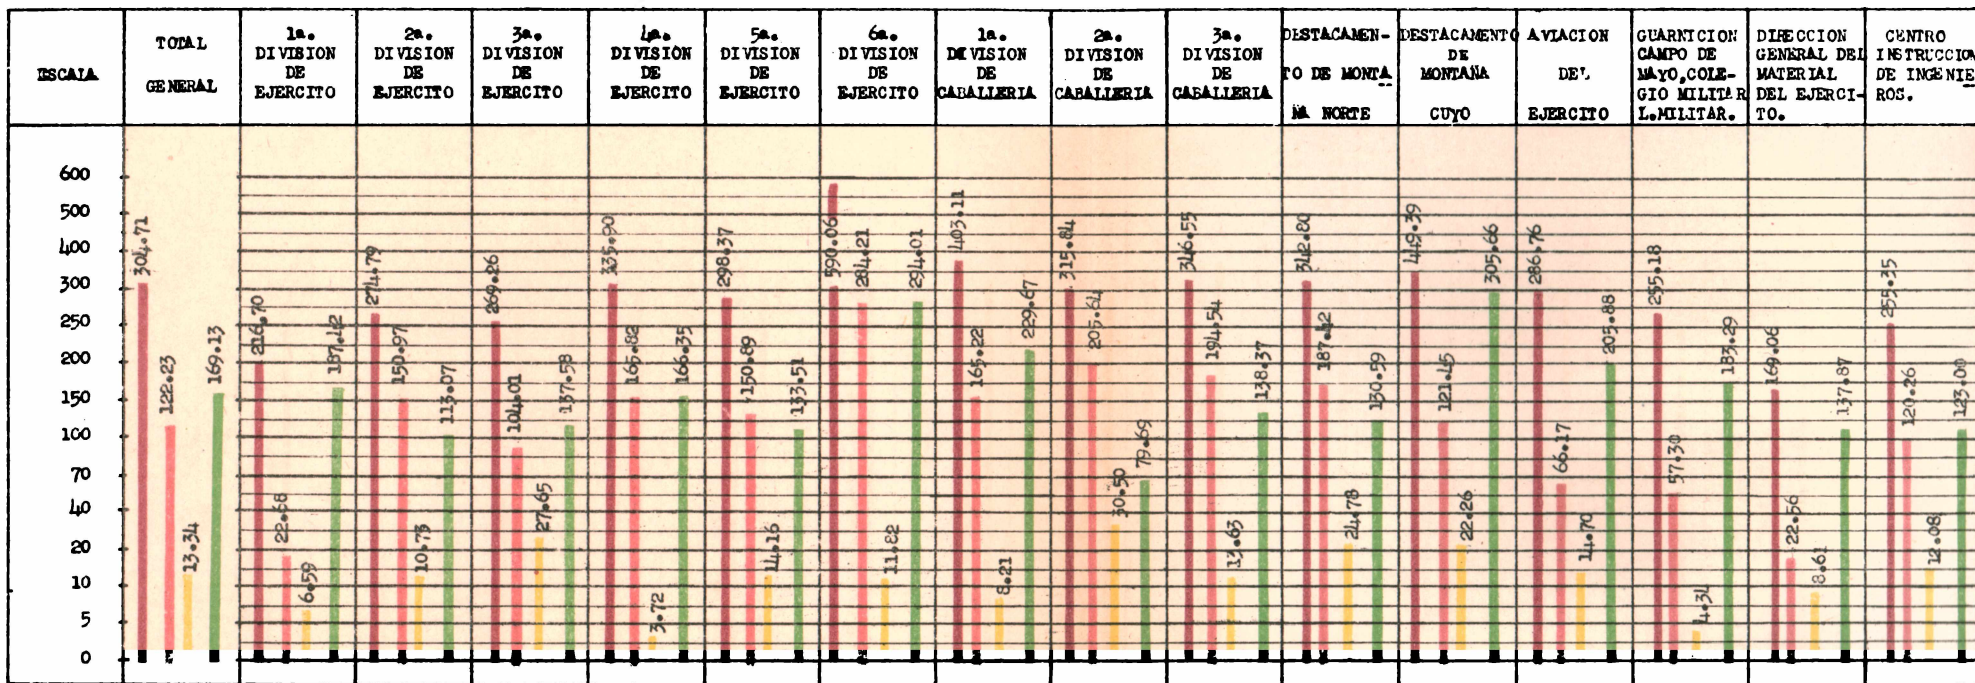 ESCALA
TOTAL
GENERAL
1a.
DIVISION
DE
EJERCITO
2a.
DIVISION
DE
EJERCITO
3a.
DIVISION
DE
EJERCITO
4a.
DIVISION
DE
EJERCITO
5a.
DIVISION
DE
EJERCITO
6a.
DIVISION
DE
EJERCITO
1a.
DIVISION
DE
CABALLERIA
2a.
DIVISION
DE
CABALLERIA
3a.
DIVISION
DE
CABALLERIA
DESTACAMEN-
TO DE MONTA
ÑA NORTE
DESTACAMENTO
DE
MONTAÑA
CUYO
AVIACION
DEL
EJERCITO
GUARNICION
CAMPO DE
MAYO,COLE-
GIO MILITAR
L.MILITAR.
DIRECCION
GENERAL DEL
MATERIAL
DEL EJERCI-
TO.
CENTRO
INSTRUCCION
DE INGENIE
ROS.
600
500
400
300
250
200
150
100
70
40
20
10
5
0
304.71
122.23
13.34
169.13
216.70
22.68
6.59
187.42
274.79
159.97
10.73
113.07
269.26
104.01
27.65
137.58
335.90
165.82
3.72
166.35
298.37
150.89
14.16
133.51
590.06
284.21
11.82
294.01
403.11
165.22
8.21
229.67
315.84
205.64
30.50
79.69
346.55
194.54
13.63
138.37
342.80
187.42
24.78
130.59
449.39
121.45
22.26
305.66
286.76
66.17
14.70
205.88
255.18
57.30
4.34
183.29
169.06
22.56
8.61
137.87
255.35
120.26
12.08
123.00